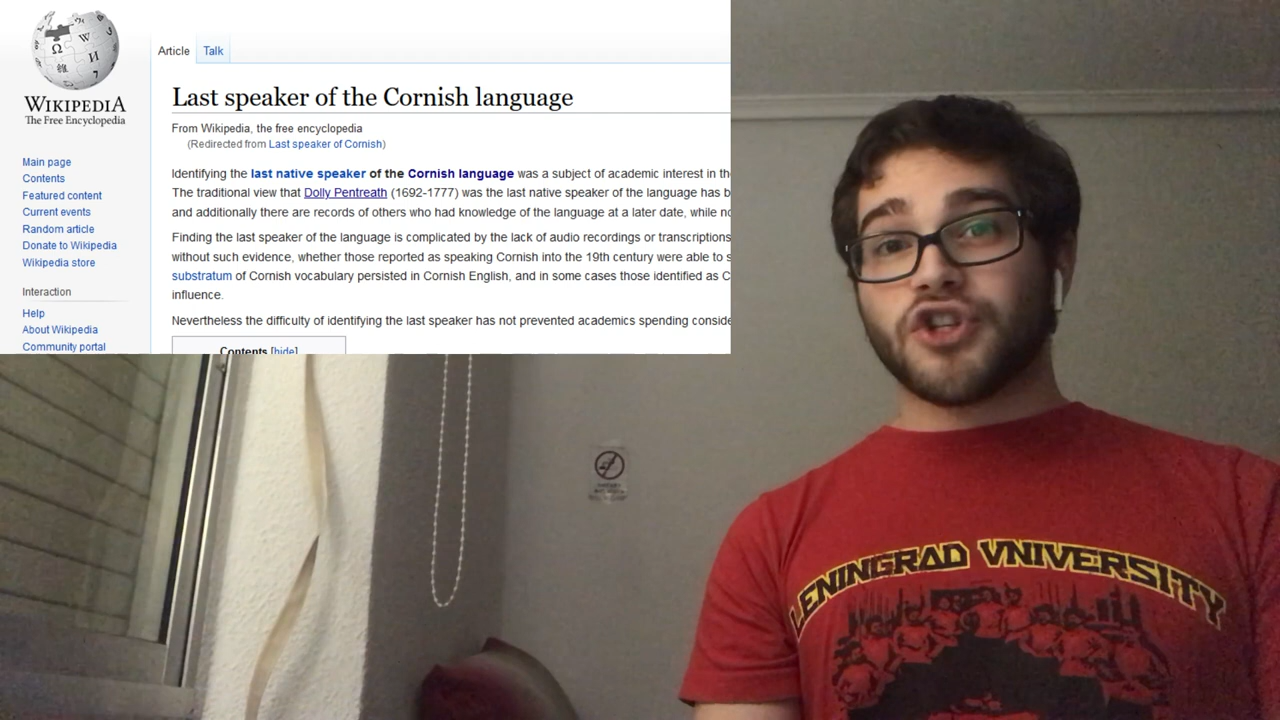 WIKIPEDIA
The Free Encyclopedia
Main page
Contents
Featured content
Current events
Random article
Donate to Wikipedia
Wikipedia store
Interaction
Help
About Wikipedia
Community portal
Article Talk
Last speaker of the Cornish language
From Wikipedia, the free encyclopedia
(Redirected from Last speaker of Cornish)
Identifying the last native speaker of the Cornish language was a subject of academic interest in th
The traditional view that Dolly Pentreath (1692-1777) was the last native speaker of the language has b
and additionally there are records of others who had knowledge of the language at a later date, while no
Finding the last speaker of the language is complicated by the lack of audio recordings or transcriptions
without such evidence, whether those reported as speaking Cornish into the 19th century were able to s
substratum of Cornish vocabulary persisted in Cornish English, and in some cases those identified as C
influence.
Nevertheless the difficulty of identifying the last speaker has not prevented academics spending conside
Contents [hide]
LENINGRAD VNIVERSITY